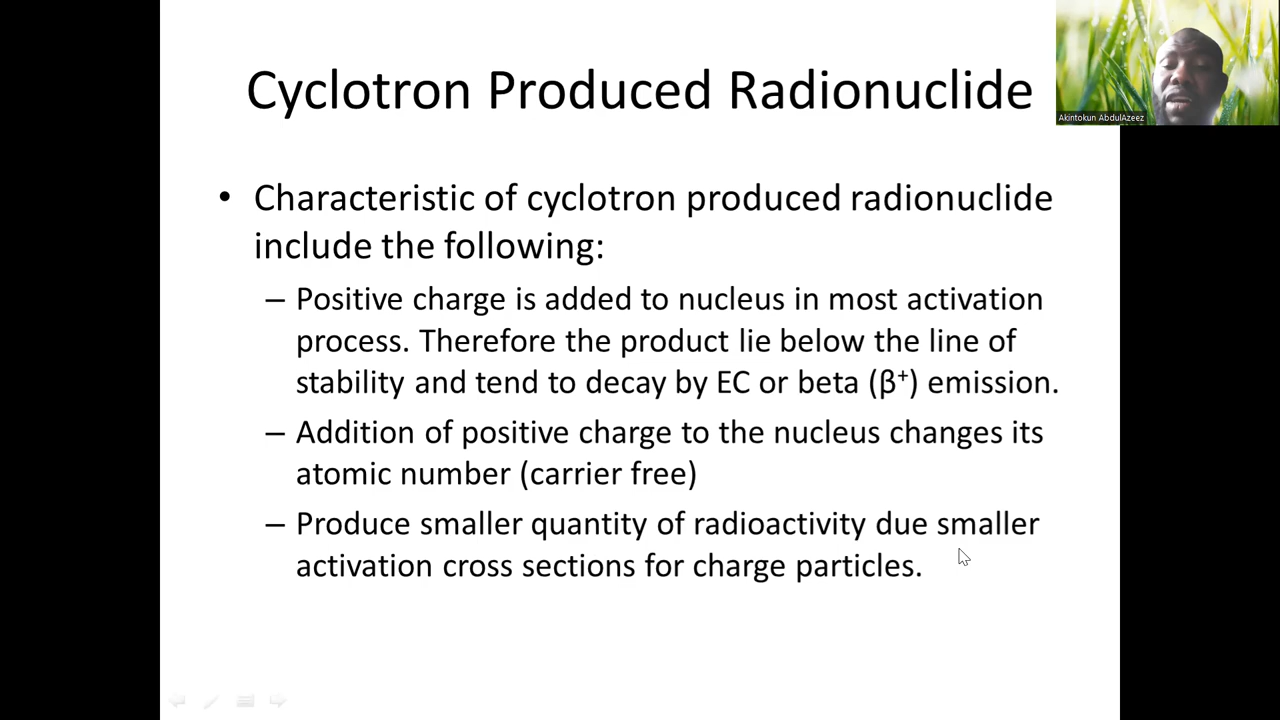 Cyclotron Produced Radionuclide
Akintokun AbdulAzeez
• Characteristic of cyclotron produced radionuclide
include the following:
– Positive charge is added to nucleus in most activation
process. Therefore the product lie below the line of
stability and tend to decay by EC or beta (β⁺) emission.
– Addition of positive charge to the nucleus changes its
atomic number (carrier free)
– Produce smaller quantity of radioactivity due smaller
activation cross sections for charge particles.